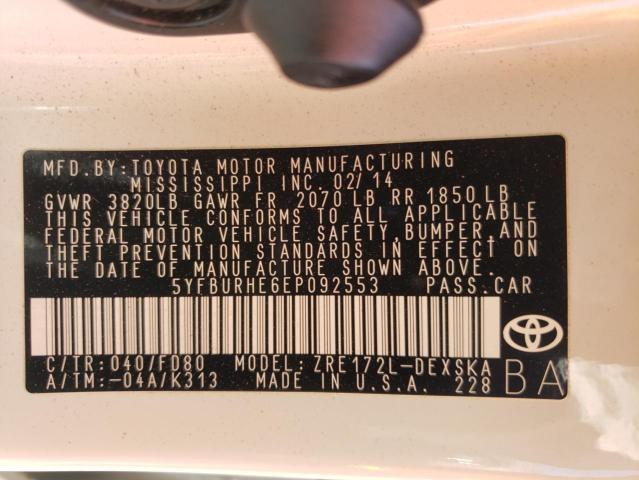 MFD.BY:TOYOTA MOTOR MANUFACTURING
MISSISSIPPI INC.02/14
GVWR 3820LB GAWR FR 2070 LB RR 1850 LB
THIS VEHICLE CONFORMS TO ALL APPLICABLE
FEDERAL MOTOR VEHICLE SAFETY, BUMPER, AND
THEFT PREVENTION STANDARDS IN EFFECT ON
THE DATE OF MANUFACTURE SHOWN ABOVE.
5YFBURHE6EP092553 PASS.CAR
C/TR:040/FD80 MODEL:ZRE172L-DEXSKA
A/TM:-04A/K313 MADE IN U.S.A. 228
BA